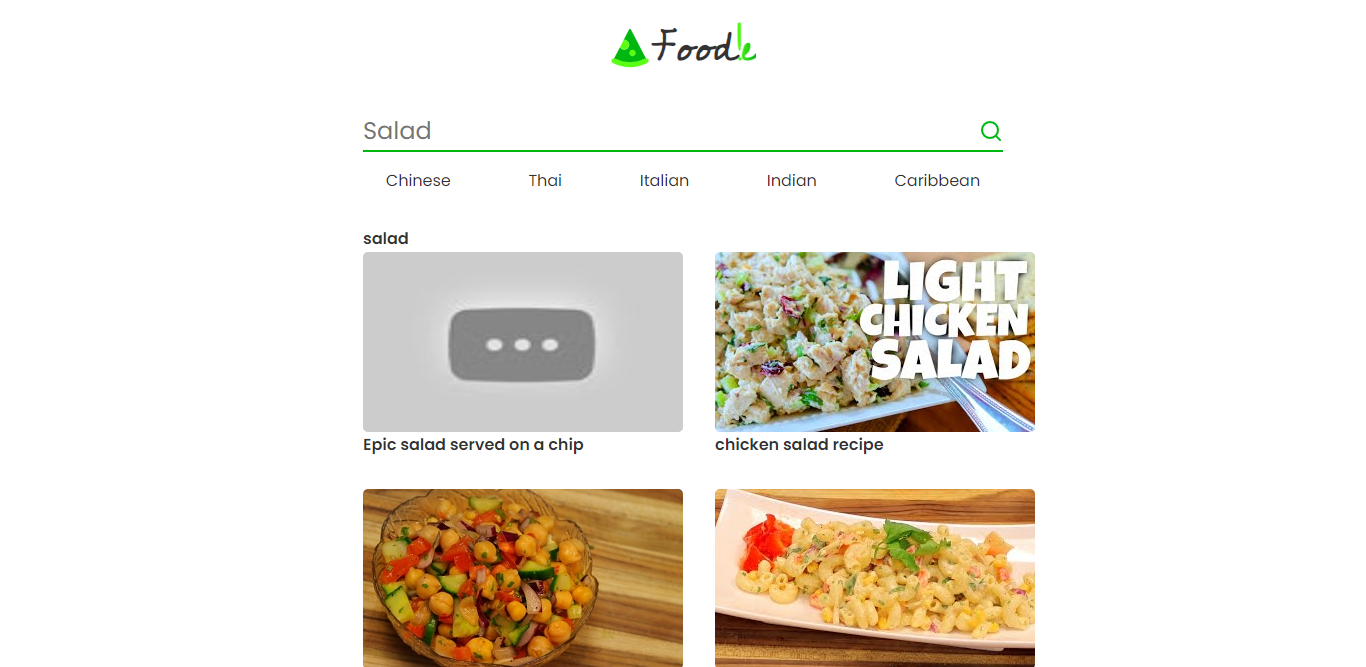 Foodle
Salad
Chinese Thai Italian Indian Caribbean
salad
LIGHT
CHICKEN
SALAD
Epic salad served on a chip
chicken salad recipe